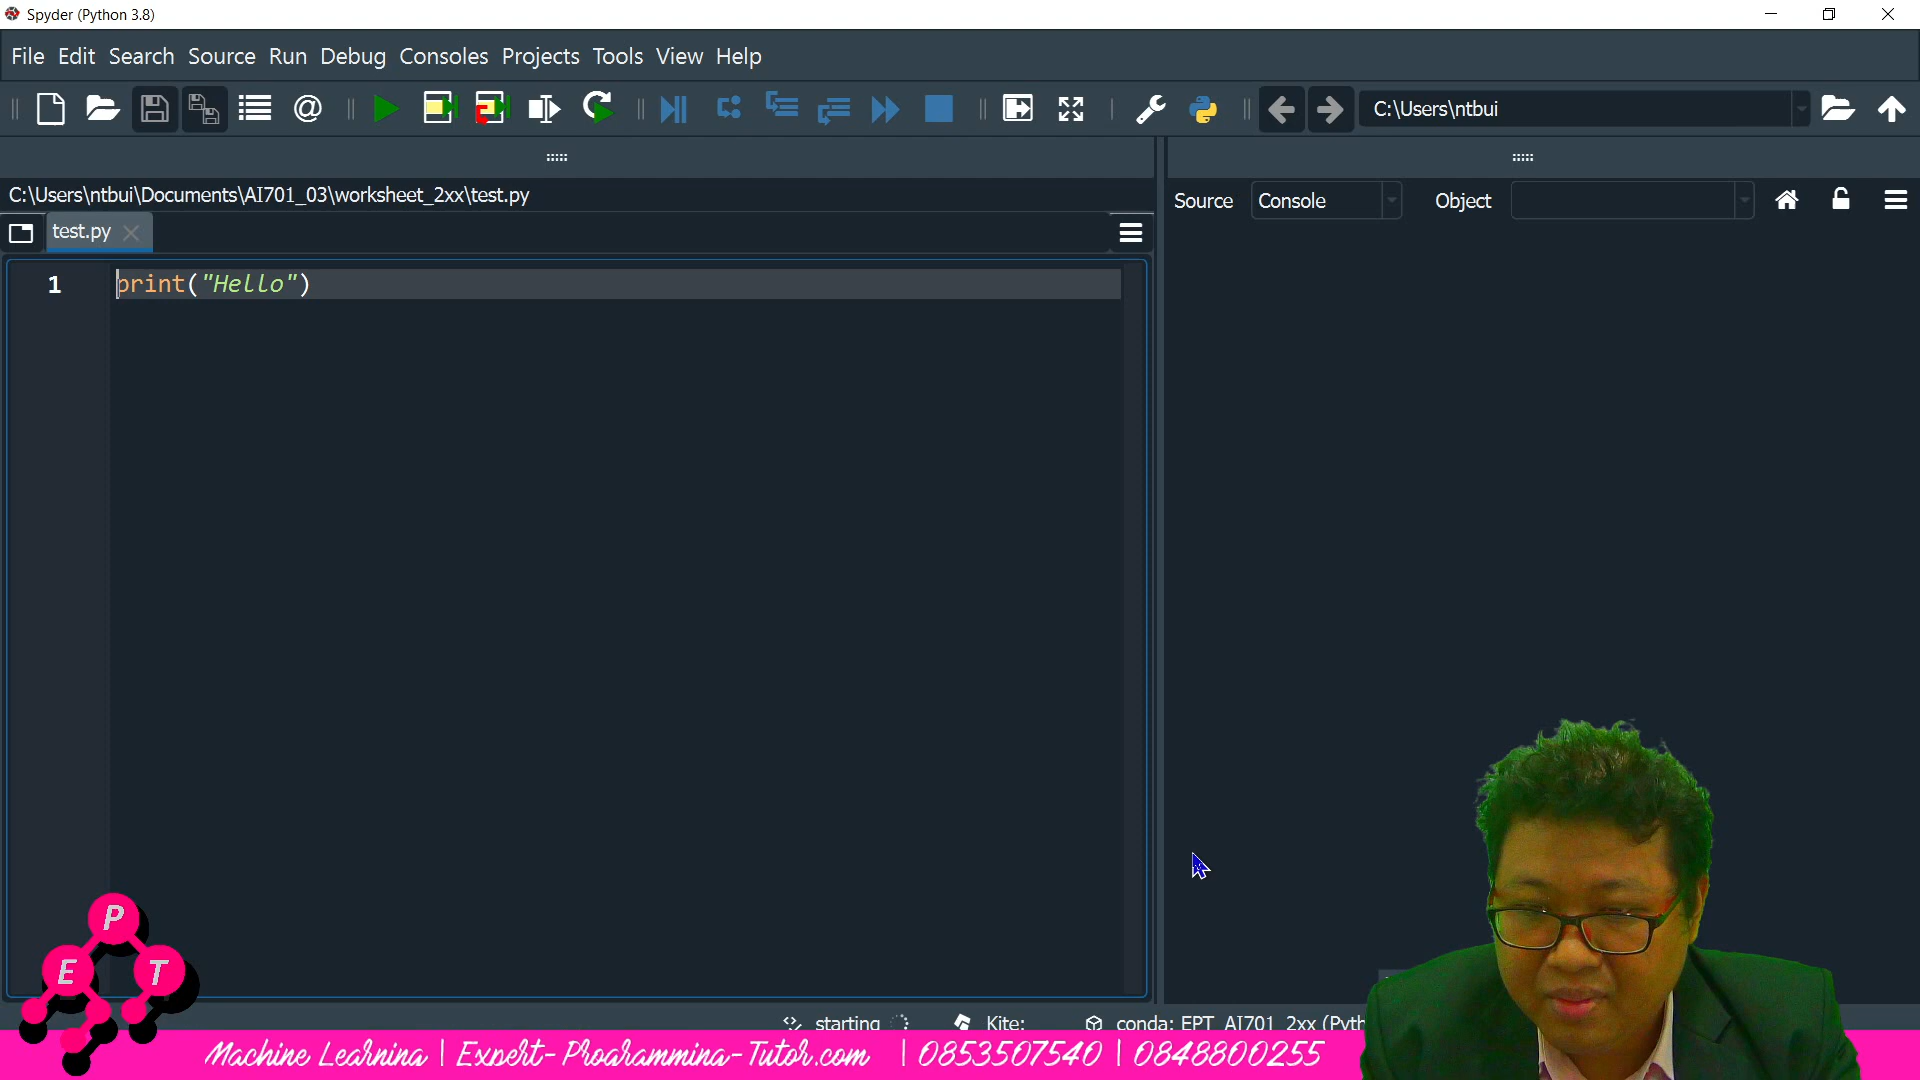 Spyder (Python 3.8)
File Edit Search Source Run Debug Consoles Projects Tools View Help
C:\Users\ntbui
C:\Users\ntbui\Documents\AI701_03\worksheet_2xx\test.py
Source Console Object
test.py
1 print("Hello")
P
E T
starting Kite: conda: EPT_AI701_2xx (Pyth
Machine Learning | Expert-Programming-Tutor.com | 0853507540 | 0848800255